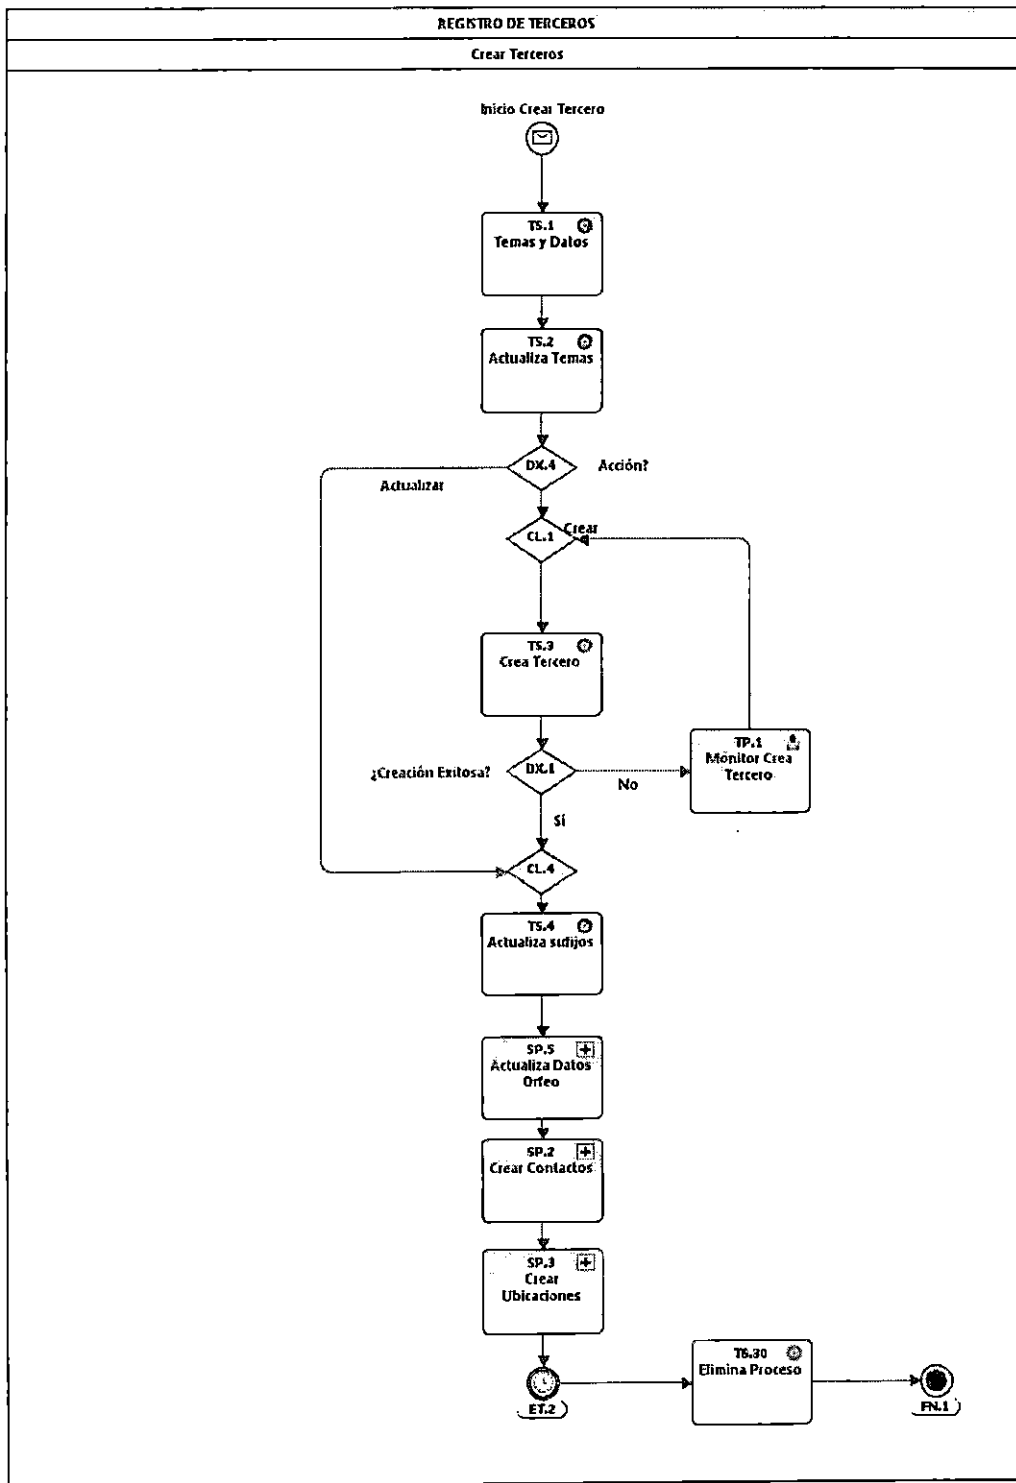 REGISTRO DE TERCEROS
Crear Terceros
Inicio Crear Tercero
TS.1
Temas y Datos
TS.2
Actualiza Temas
DX.4
Acción?
Actualizar
CL.1
Crear
TS.3
Crea Tercero
TP.1
Monitor Crea
Tercero
¿Creación Exitosa?
DX.1
No
Sí
CL.4
TS.4
Actualiza sufijos
SP.5
Actualiza Datos
Orfeo
SP.2
Crear Contactos
SP.3
Crear
Ubicaciones
TS.30
Elimina Proceso
ET.2
FN.1